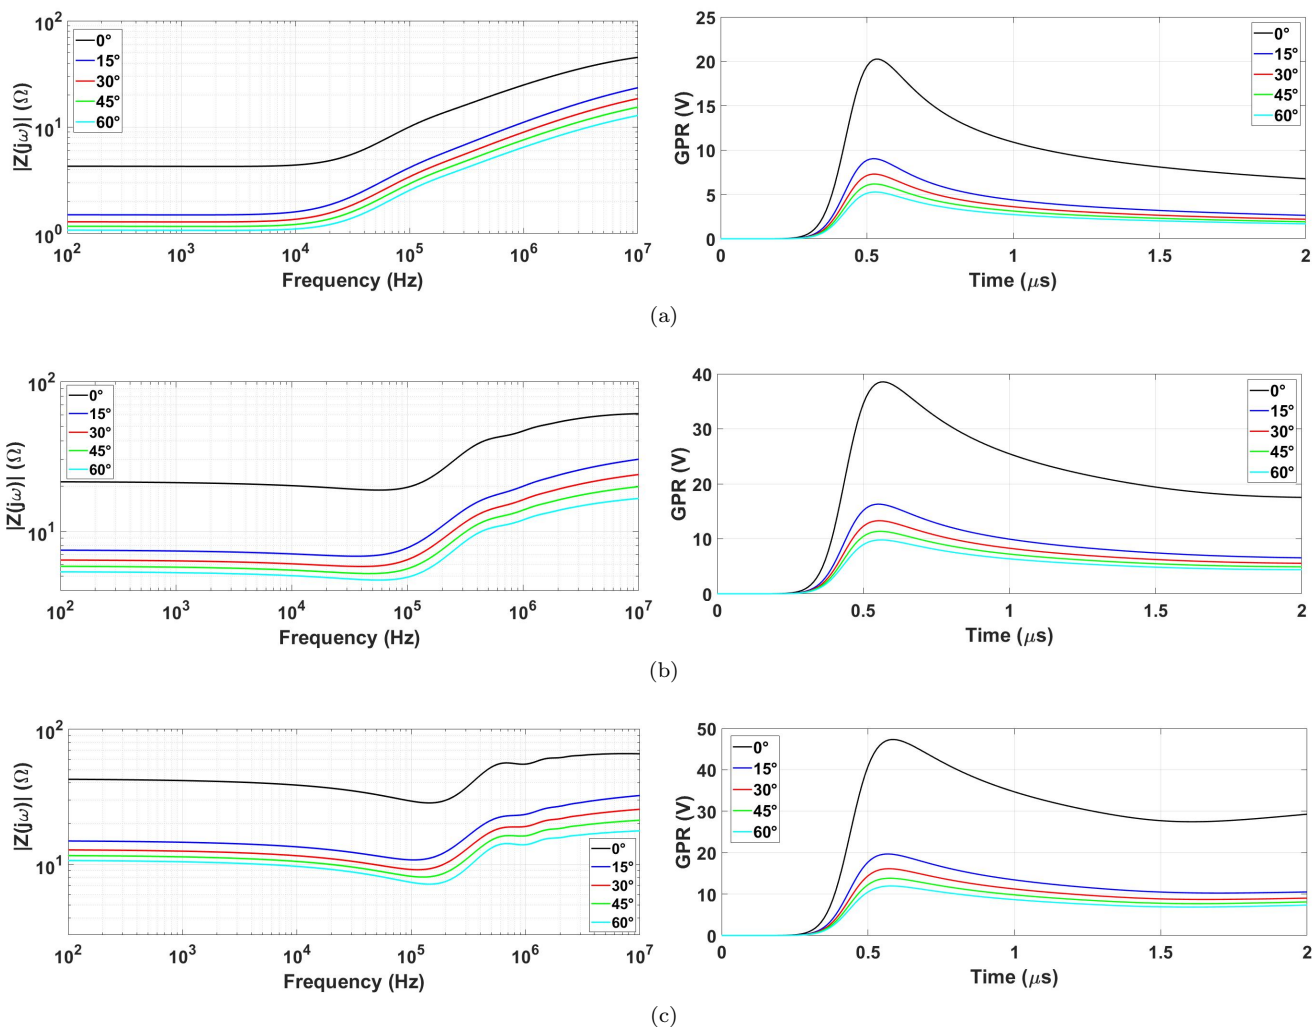 10²
10¹
10⁰
|Z(jω)| (Ω)
0°
15°
30°
45°
60°
10² 10³ 10⁴ 10⁵ 10⁶ 10⁷
Frequency (Hz)
25
20
15
10
5
0
GPR (V)
0°
15°
30°
45°
60°
0 0.5 1 1.5 2
Time (μs)
(a)
10²
10¹
|Z(jω)| (Ω)
0°
15°
30°
45°
60°
10² 10³ 10⁴ 10⁵ 10⁶ 10⁷
Frequency (Hz)
40
30
20
10
0
GPR (V)
0°
15°
30°
45°
60°
0 0.5 1 1.5 2
Time (μs)
(b)
10²
10¹
|Z(jω)| (Ω)
0°
15°
30°
45°
60°
10² 10³ 10⁴ 10⁵ 10⁶ 10⁷
Frequency (Hz)
50
40
30
20
10
0
GPR (V)
0°
15°
30°
45°
60°
0 0.5 1 1.5 2
Time (μs)
(c)